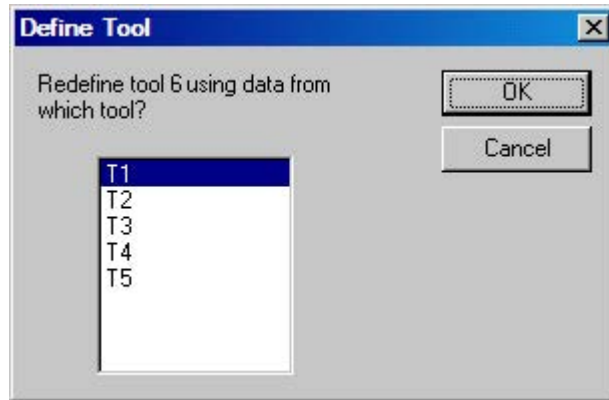 Define Tool
Redefine tool 6 using data from
which tool?
OK
Cancel
T1
T2
T3
T4
T5